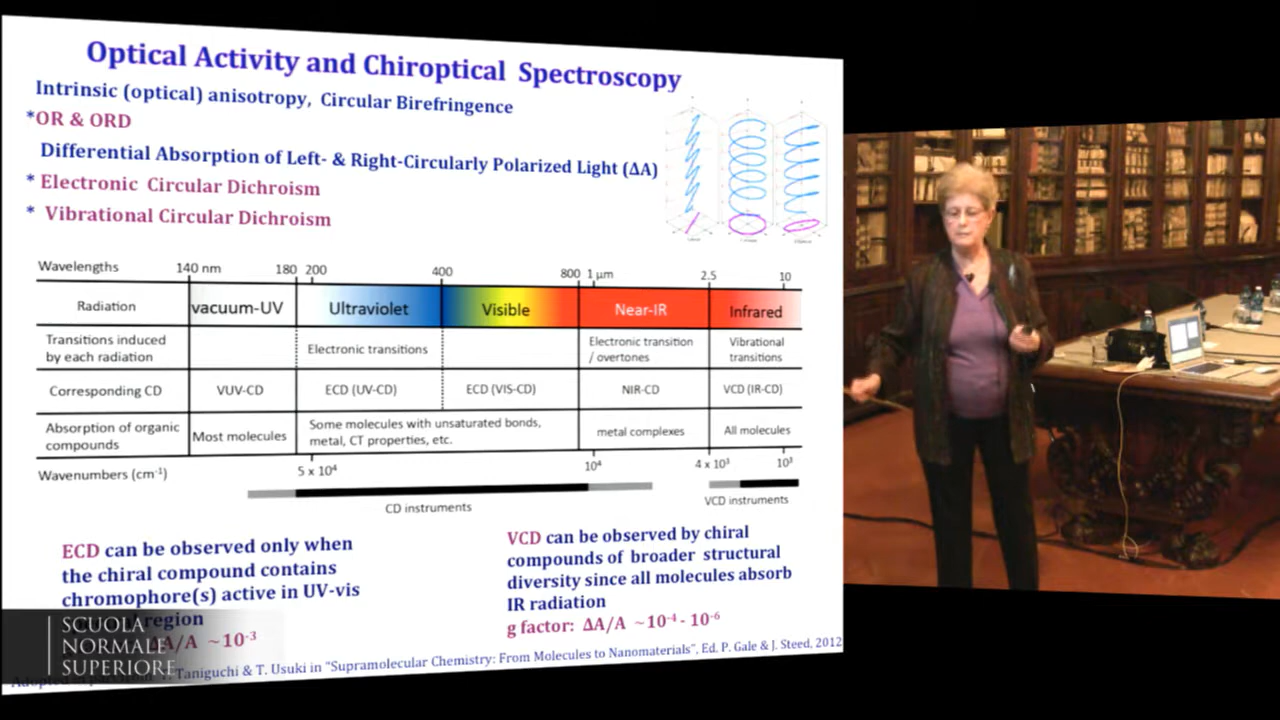 Optical Activity and Chiroptical Spectroscopy
Intrinsic (optical) anisotropy, Circular Birefringence
*OR & ORD
Differential Absorption of Left- & Right-Circularly Polarized Light (ΔA)
* Electronic Circular Dichroism
* Vibrational Circular Dichroism
Wavelengths 140 nm 180 200 400 800 1 μm 2.5 10
Radiation vacuum-UV Ultraviolet Visible Near-IR Infrared
Transitions induced by each radiation Electronic transitions Electronic transition / overtones Vibrational transitions
Corresponding CD VUV-CD ECD (UV-CD) ECD (VIS-CD) NIR-CD VCD (IR-CD)
Absorption of organic compounds Most molecules Some molecules with unsaturated bonds, metal, CT properties, etc. metal complexes All molecules
Wavenumbers (cm⁻¹) 5 x 10⁴ 10⁴ 4 x 10³ 10³
CD instruments VCD instruments
ECD can be observed only when
the chiral compound contains
chromophore(s) active in UV-vis
region
A/A ~10⁻³
VCD can be observed by chiral
compounds of broader structural
diversity since all molecules absorb
IR radiation
g factor: ΔA/A ~10⁻⁴ - 10⁻⁶
Taniguchi & T. Usuki in "Supramolecular Chemistry: From Molecules to Nanomaterials", Ed. P. Gale & J. Steed, 2012
SCUOLA
NORMALE
SUPERIORE